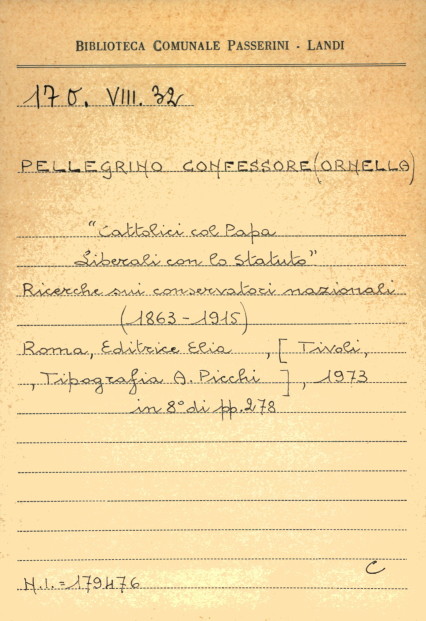 BIBLIOTECA COMUNALE PASSERINI - LANDI
170. VIII. 32
PELLEGRINO CONFESSORE (ORNELLA)
"Cattolici col Papa
Liberali con lo Statuto"
Ricerche sui conservatori nazionali
(1863-1915)
Roma, Editrice Elia , [ Tivoli,
, Tipografia A. Picchi ] , 1973
in 8° di pp. 278
C
N.I.=179476